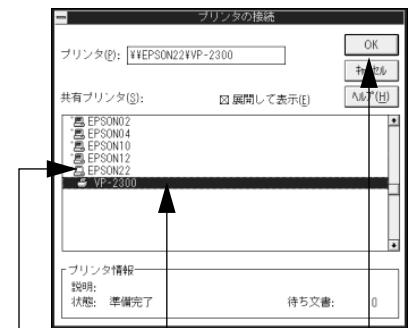 プリンタの接続
プリンタ(P): ¥¥EPSON22¥VP-2300
OK
キャンセル
共有プリンタ(S):
展開して表示(E)
ヘルプ(H)
EPSON02
EPSON04
EPSON10
EPSON12
EPSON22
VP-2300
プリンタ情報
説明:
状態: 準備完了
待ち文書: 0